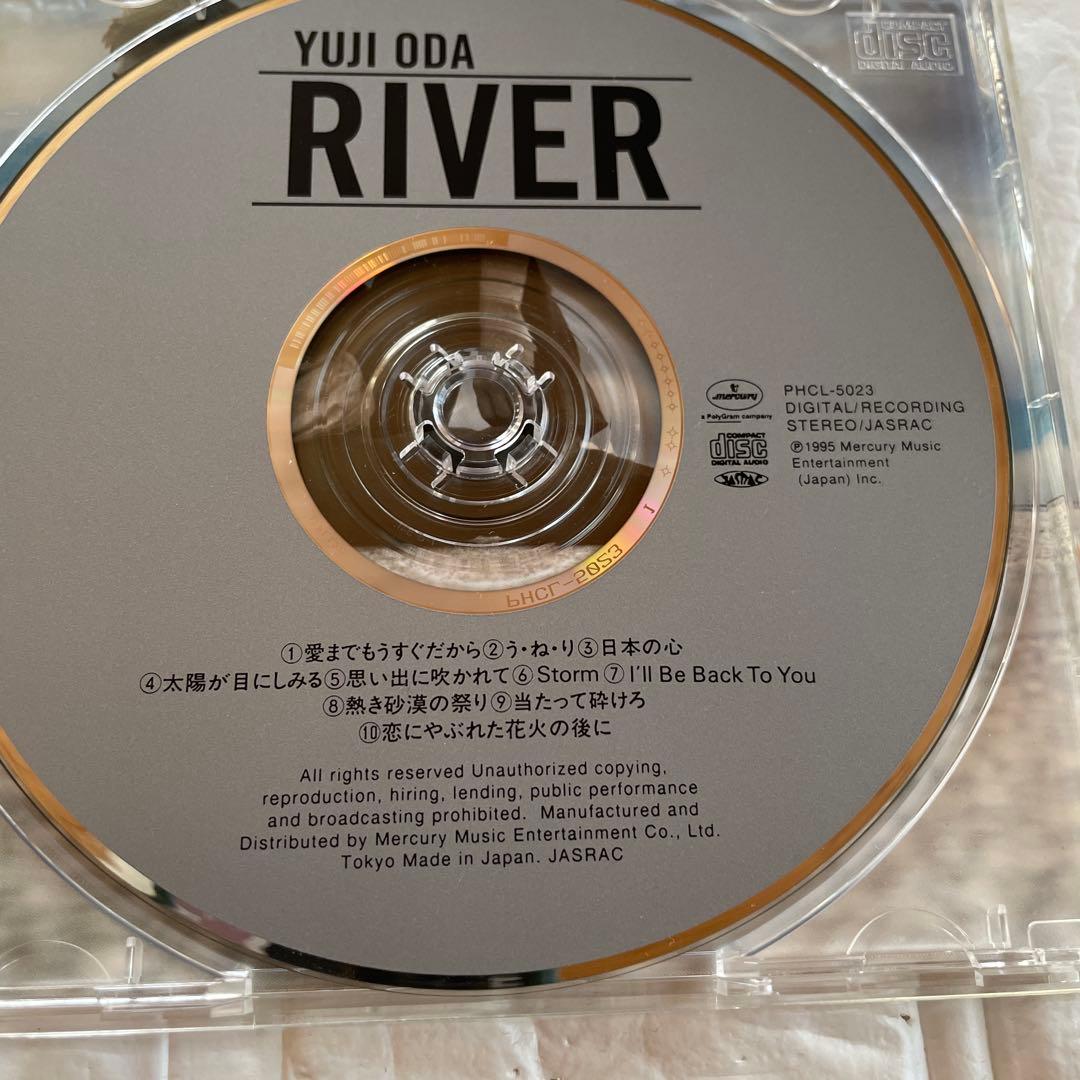 YUJI ODA
RIVER
COMPACT
disc
DIGITAL AUDIO
mercury
a PolyGram company
COMPACT
disc
DIGITAL AUDIO
JASRAC
PHCL-5023
DIGITAL/RECORDING
STEREO/JASRAC
Ⓟ1995 Mercury Music
Entertainment
(Japan) Inc.
①愛までもうすぐだから②う・ね・り③日本の心
④太陽が目にしみる⑤思い出に吹かれて⑥Storm⑦I'll Be Back To You
⑧熱き砂漠の祭り⑨当たって砕けろ
⑩恋にやぶれた花火の後に
All rights reserved Unauthorized copying,
reproduction, hiring, lending, public performance
and broadcasting prohibited. Manufactured and
Distributed by Mercury Music Entertainment Co., Ltd.
Tokyo Made in Japan. JASRAC